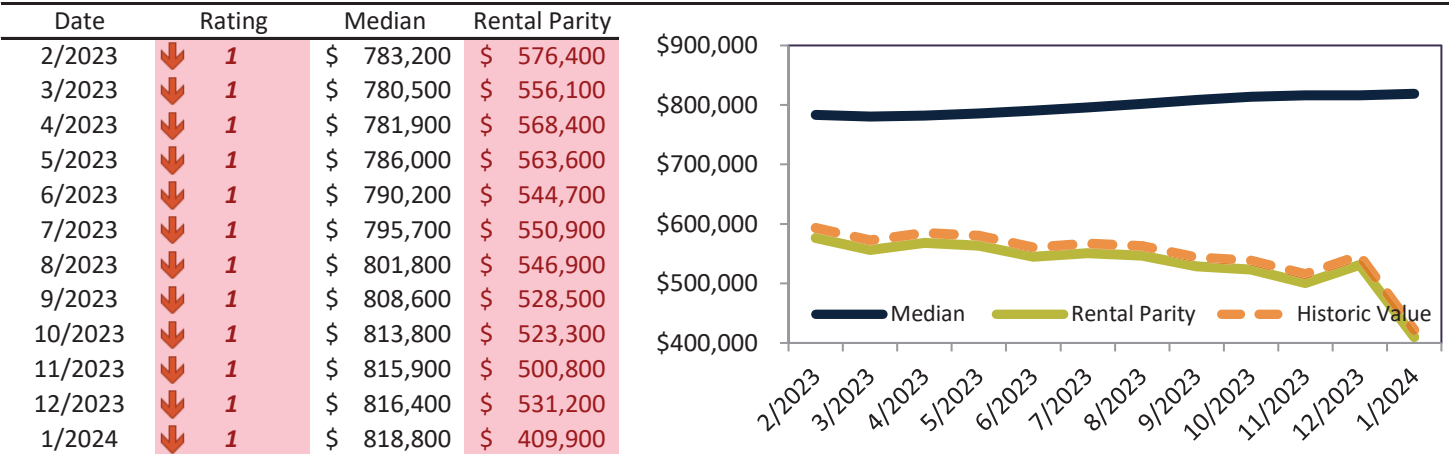 Date Rating Median Rental Parity
2/2023 1 $ 783,200 $ 576,400
3/2023 1 $ 780,500 $ 556,100
4/2023 1 $ 781,900 $ 568,400
5/2023 1 $ 786,000 $ 563,600
6/2023 1 $ 790,200 $ 544,700
7/2023 1 $ 795,700 $ 550,900
8/2023 1 $ 801,800 $ 546,900
9/2023 1 $ 808,600 $ 528,500
10/2023 1 $ 813,800 $ 523,300
11/2023 1 $ 815,900 $ 500,800
12/2023 1 $ 816,400 $ 531,200
1/2024 1 $ 818,800 $ 409,900
$900,000
$800,000
$700,000
$600,000
$500,000
$400,000
Median Rental Parity Historic Value
2/2023 3/2023 4/2023 5/2023 6/2023 7/2023 8/2023 9/2023 10/2023 11/2023 12/2023 1/2024